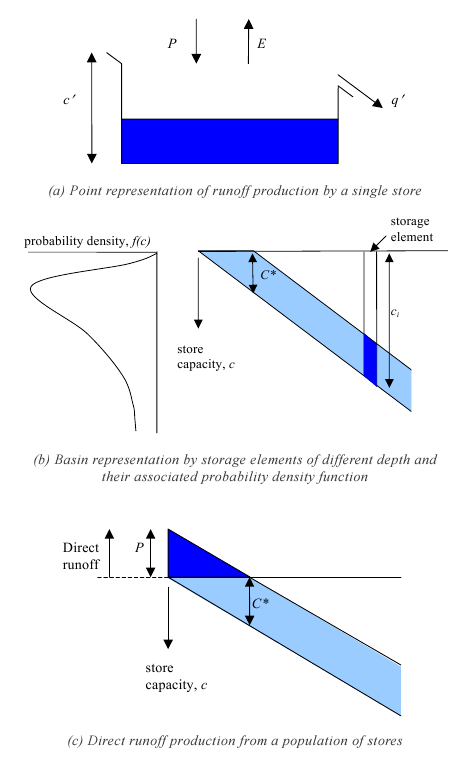 P
E
c′
q′
(a) Point representation of runoff production by a single store
storage
element
probability density, f(c)
C*
cᵢ
store
capacity, c
(b) Basin representation by storage elements of different depth and
their associated probability density function
Direct
runoff
P
C*
store
capacity, c
(c) Direct runoff production from a population of stores